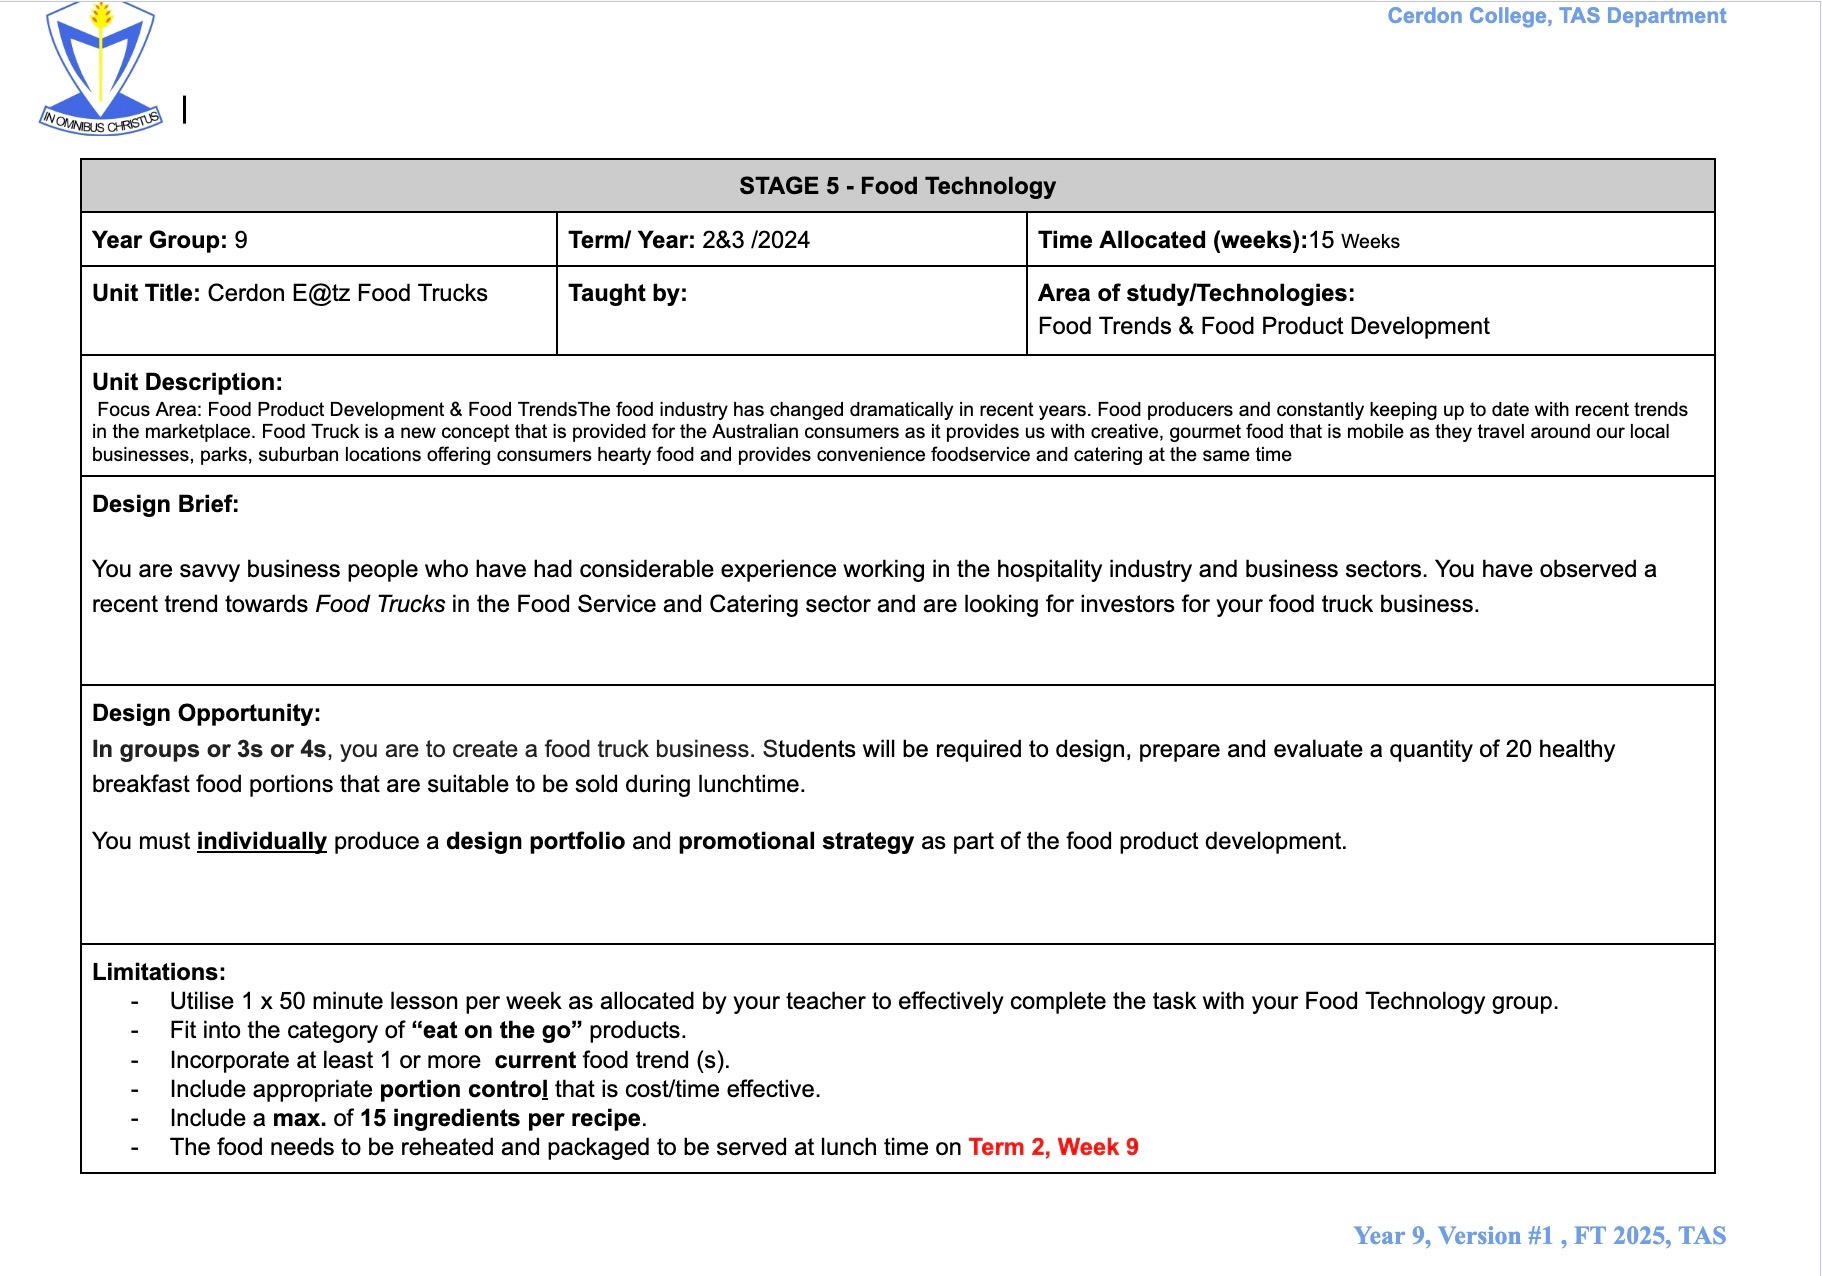 Cerdon College, TAS Department
IN OMNIBUS CHRISTUS
STAGE 5 - Food Technology
Year Group: 9
Term/ Year: 2&3 /2024
Time Allocated (weeks):15 Weeks
Unit Title: Cerdon E@tz Food Trucks
Taught by:
Area of study/Technologies:
Food Trends & Food Product Development
Unit Description:
Focus Area: Food Product Development & Food TrendsThe food industry has changed dramatically in recent years. Food producers and constantly keeping up to date with recent trends
in the marketplace. Food Truck is a new concept that is provided for the Australian consumers as it provides us with creative, gourmet food that is mobile as they travel around our local
businesses, parks, suburban locations offering consumers hearty food and provides convenience foodservice and catering at the same time
Design Brief:
You are savvy business people who have had considerable experience working in the hospitality industry and business sectors. You have observed a
recent trend towards Food Trucks in the Food Service and Catering sector and are looking for investors for your food truck business.
Design Opportunity:
In groups or 3s or 4s, you are to create a food truck business. Students will be required to design, prepare and evaluate a quantity of 20 healthy
breakfast food portions that are suitable to be sold during lunchtime.
You must individually produce a design portfolio and promotional strategy as part of the food product development.
Limitations:
- Utilise 1 x 50 minute lesson per week as allocated by your teacher to effectively complete the task with your Food Technology group.
- Fit into the category of “eat on the go” products.
- Incorporate at least 1 or more current food trend (s).
- Include appropriate portion control that is cost/time effective.
- Include a max. of 15 ingredients per recipe.
- The food needs to be reheated and packaged to be served at lunch time on Term 2, Week 9
Year 9, Version #1 , FT 2025, TAS